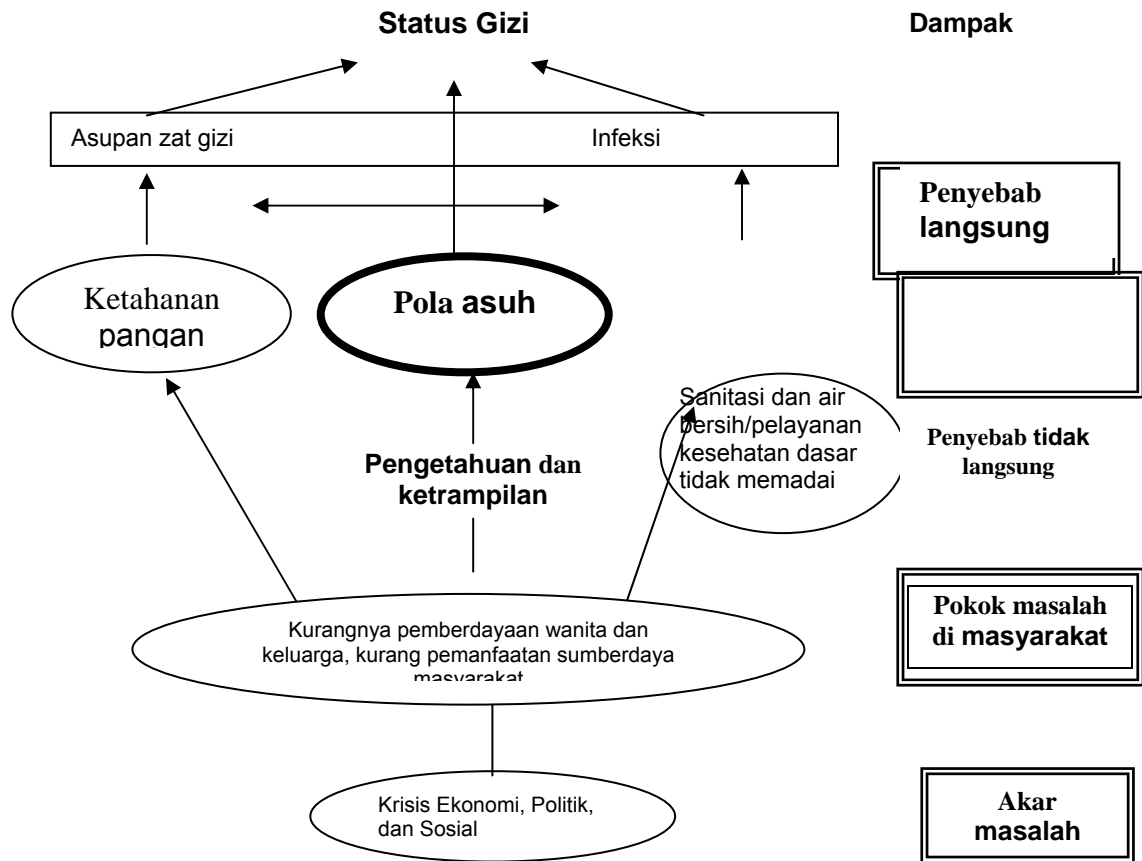 Status Gizi
Dampak
Asupan zat gizi
Infeksi
Penyebab
langsung
Ketahanan
pangan
Pola asuh
Sanitasi dan air
bersih/pelayanan
kesehatan dasar
tidak memadai
Penyebab tidak
langsung
Pengetahuan dan
ketrampilan
Kurangnya pemberdayaan wanita dan
keluarga, kurang pemanfaatan sumberdaya
masyarakat
Pokok masalah
di masyarakat
Krisis Ekonomi, Politik,
dan Sosial
Akar
masalah